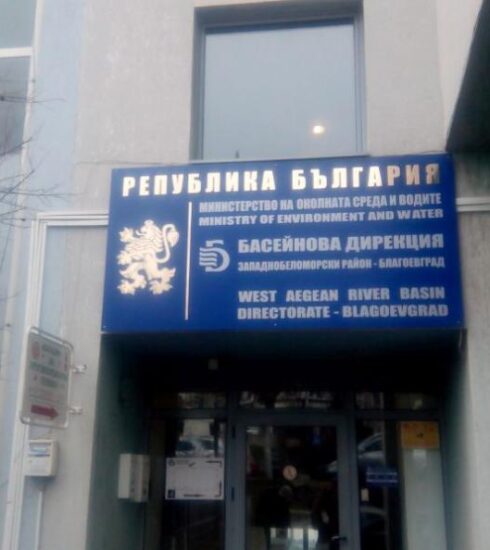 РЕПУБЛИКА БЪЛГАРИЯ
МИНИСТЕРСТВО НА ОКОЛНАТА СРЕДА И ВОДИТЕ
MINISTRY OF ENVIRONMENT AND WATER
БАСЕЙНОВА ДИРЕКЦИЯ
ЗАПАДНОБЕЛОМОРСКИ РАЙОН - БЛАГОЕВГРАД
WEST AEGEAN RIVER BASIN
DIRECTORATE - BLAGOEVGRAD